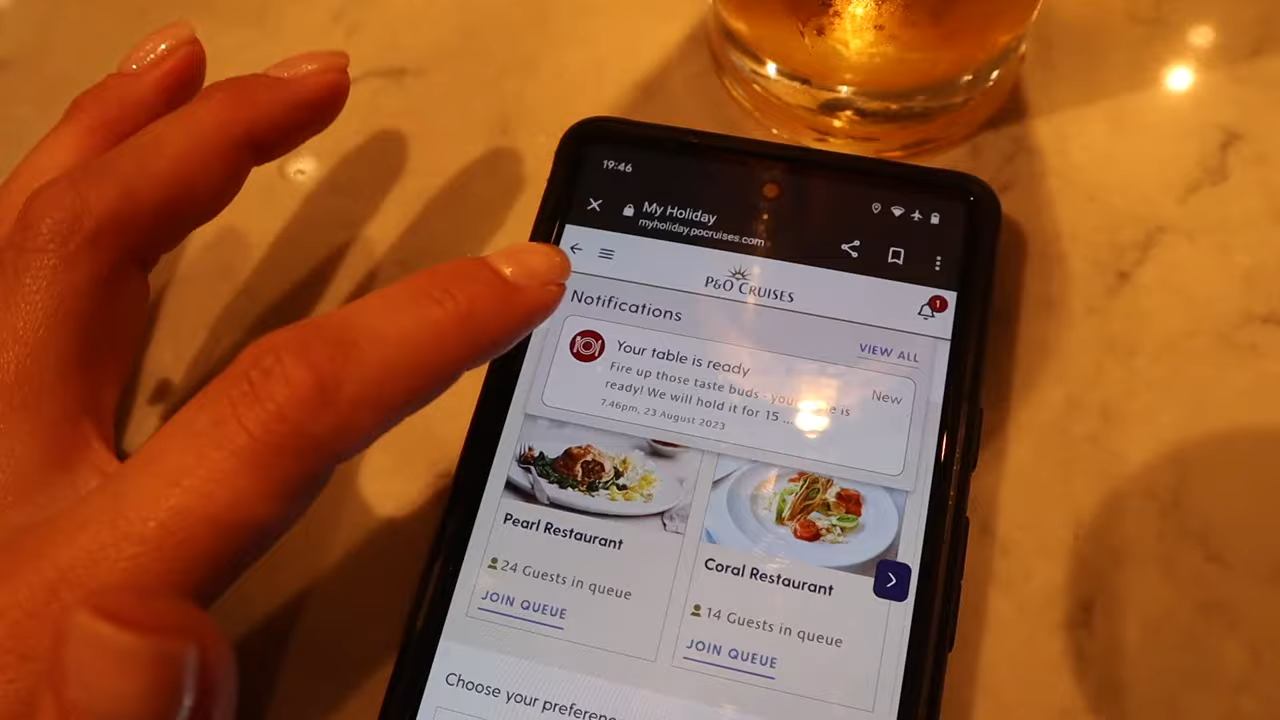 19:46
My Holiday
myholiday.pocruises.com
P&O CRUISES
1
Notifications
VIEW ALL
Your table is ready
New
Fire up those taste buds - your is
ready! We will hold it for 15 ...
7.46pm, 23 August 2023
Pearl Restaurant
24 Guests in queue
JOIN QUEUE
Coral Restaurant
14 Guests in queue
JOIN QUEUE
Choose your preferen